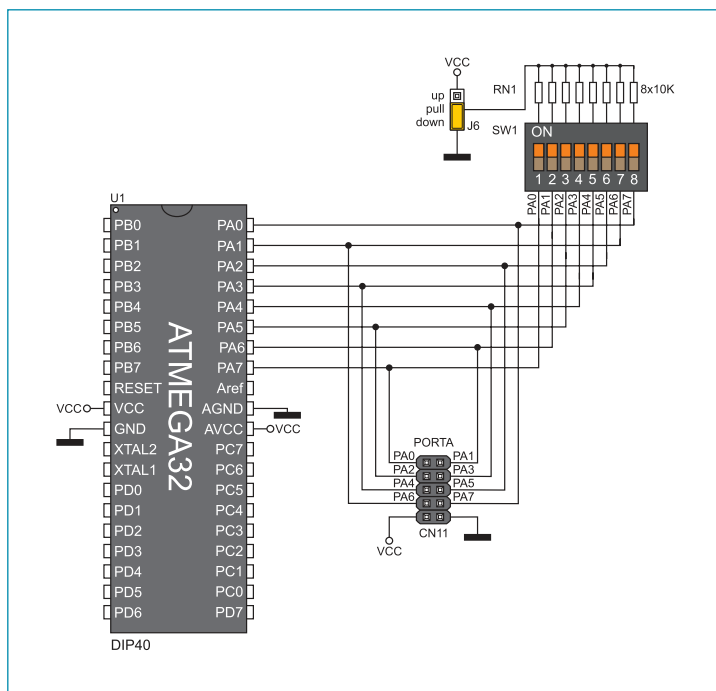 VCC
up
pull
down
J6
RN1
8x10K
SW1
ON
1 2 3 4 5 6 7 8
PA0 PA1 PA2 PA3 PA4 PA5 PA6 PA7
U1
PB0 PA0
PB1 PA1
PB2 PA2
PB3 PA3
PB4 PA4
PB5 PA5
PB6 PA6
PB7 PA7
RESET Aref
VCC VCC AGND
GND AVCC VCC
XTAL2 PC7
XTAL1 PC6
PD0 PC5
PD1 PC4
PD2 PC3
PD3 PC2
PD4 PC1
PD5 PC0
PD6 PD7
ATMEGA32
DIP40
PORTA
PA0 PA1
PA2 PA3
PA4 PA5
PA6 PA7
CN11
VCC